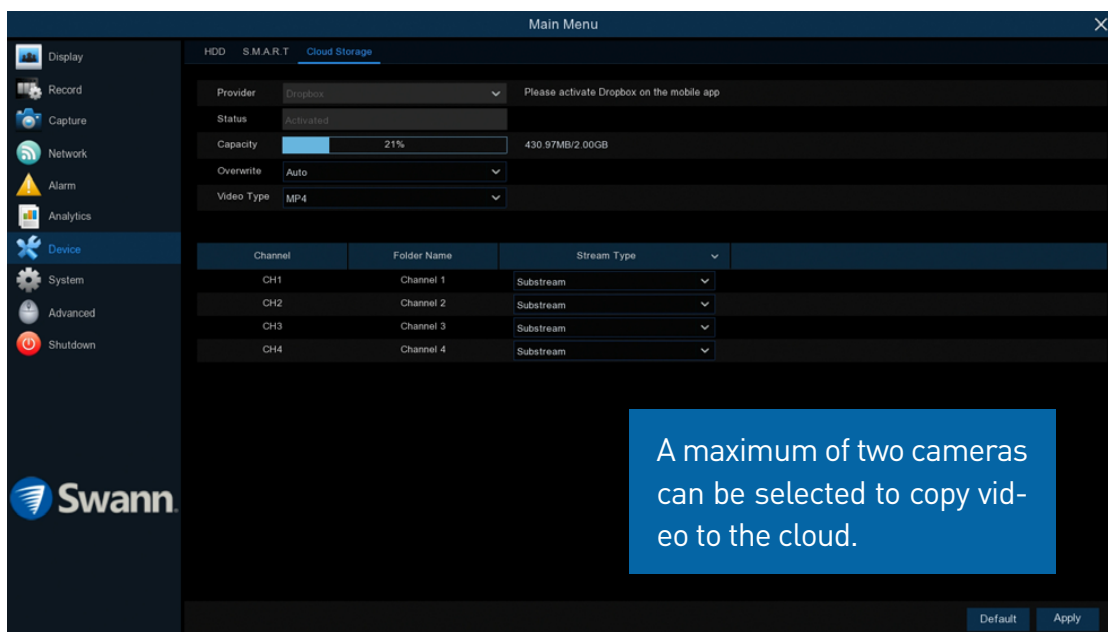 Main Menu
Display
Record
Capture
Network
Alarm
Analytics
Device
System
Advanced
Shutdown
Swann
HDD S.M.A.R.T Cloud Storage
Provider Dropbox Please activate Dropbox on the mobile app
Status Activated
Capacity 21% 430.97MB/2.00GB
Overwrite Auto
Video Type MP4
Channel Folder Name Stream Type
CH1 Channel 1 Substream
CH2 Channel 2 Substream
CH3 Channel 3 Substream
CH4 Channel 4 Substream
A maximum of two cameras
can be selected to copy vid-
eo to the cloud.
Default Apply